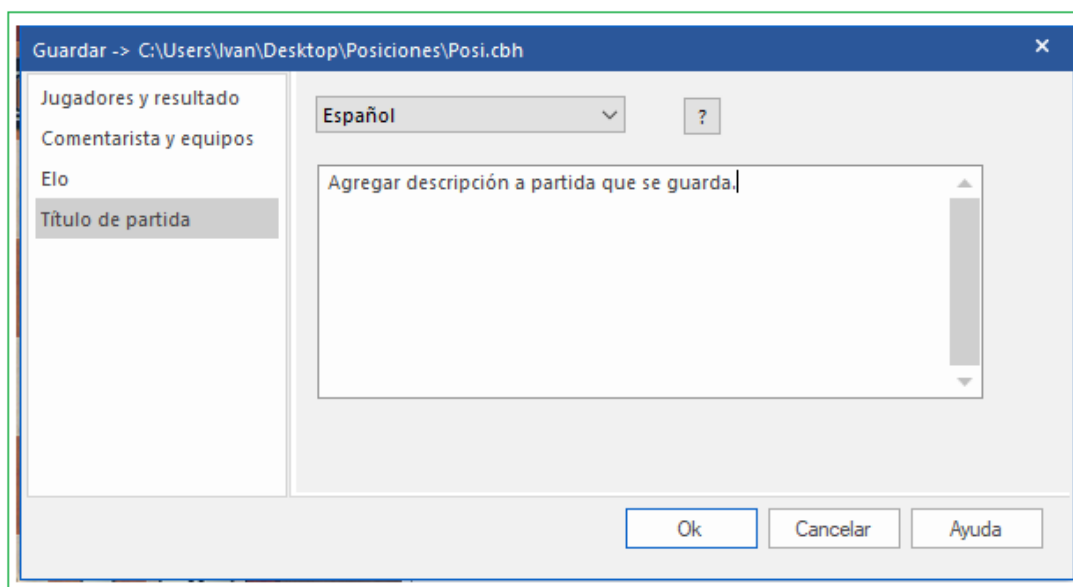 Guardar -> C:\Users\Ivan\Desktop\Posiciones\Posi.cbh
Jugadores y resultado
Comentarista y equipos
Elo
Título de partida
Español
?
Agregar descripción a partida que se guarda.
Ok
Cancelar
Ayuda